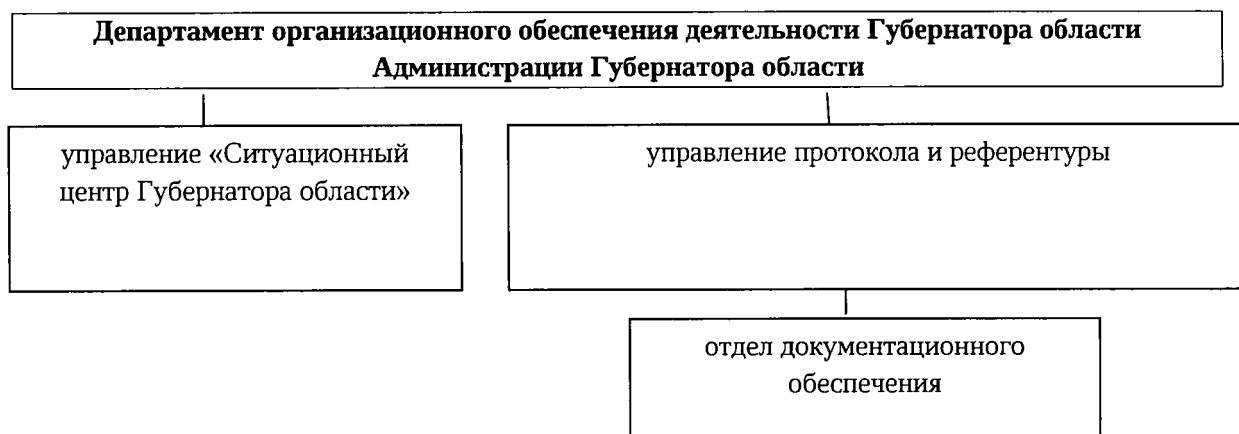 Департамент организационного обеспечения деятельности Губернатора области
Администрации Губернатора области
управление «Ситуационный
центр Губернатора области»
управление протокола и референтуры
отдел документационного
обеспечения